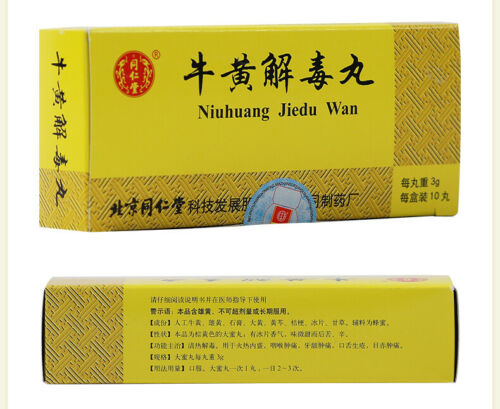 同仁堂
®
牛黄解毒丸
Niuhuang Jiedu Wan
每丸重 3g
每盒装 10 丸
北京同仁堂科技发展 制药厂
牛黄解毒丸
请仔细阅读说明书并在医师指导下使用
警示语：本品含雄黄，不可超剂量或长期服用。
【成份】人工牛黄、雄黄、石膏、大黄、黄芩、桔梗、冰片、甘草。辅料为蜂蜜。
【性状】本品为棕黄色的大蜜丸；有冰片香气，味微甜而后苦、辛。
【功能主治】清热解毒。用于火热内盛，咽喉肿痛，牙龈肿痛，口舌生疮，目赤肿痛。
【规格】大蜜丸每丸重3g
【用法用量】口服。大蜜丸一次1丸，一日2~3次。